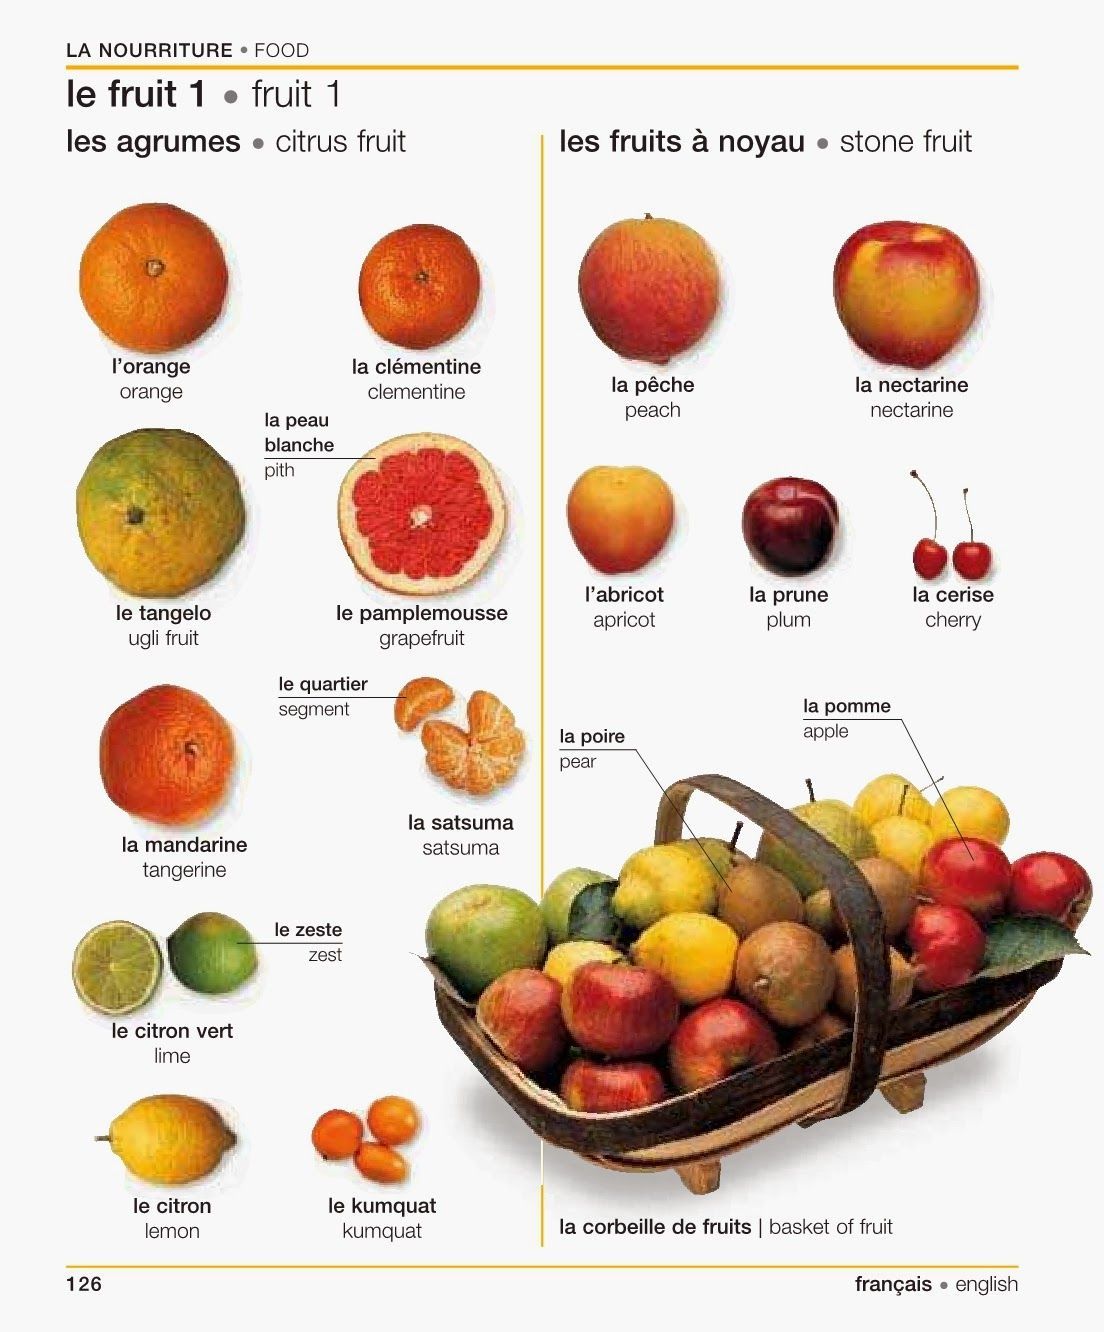 LA NOURRITURE • FOOD
le fruit 1 • fruit 1
les agrumes • citrus fruit
l'orange
orange
la clémentine
clementine
la peau
blanche
pith
le tangelo
ugli fruit
le pamplemousse
grapefruit
le quartier
segment
la mandarine
tangerine
la satsuma
satsuma
le zeste
zest
le citron vert
lime
le citron
lemon
le kumquat
kumquat
les fruits à noyau • stone fruit
la pêche
peach
la nectarine
nectarine
l'abricot
apricot
la prune
plum
la cerise
cherry
la poire
pear
la pomme
apple
la corbeille de fruits | basket of fruit
126
français • english